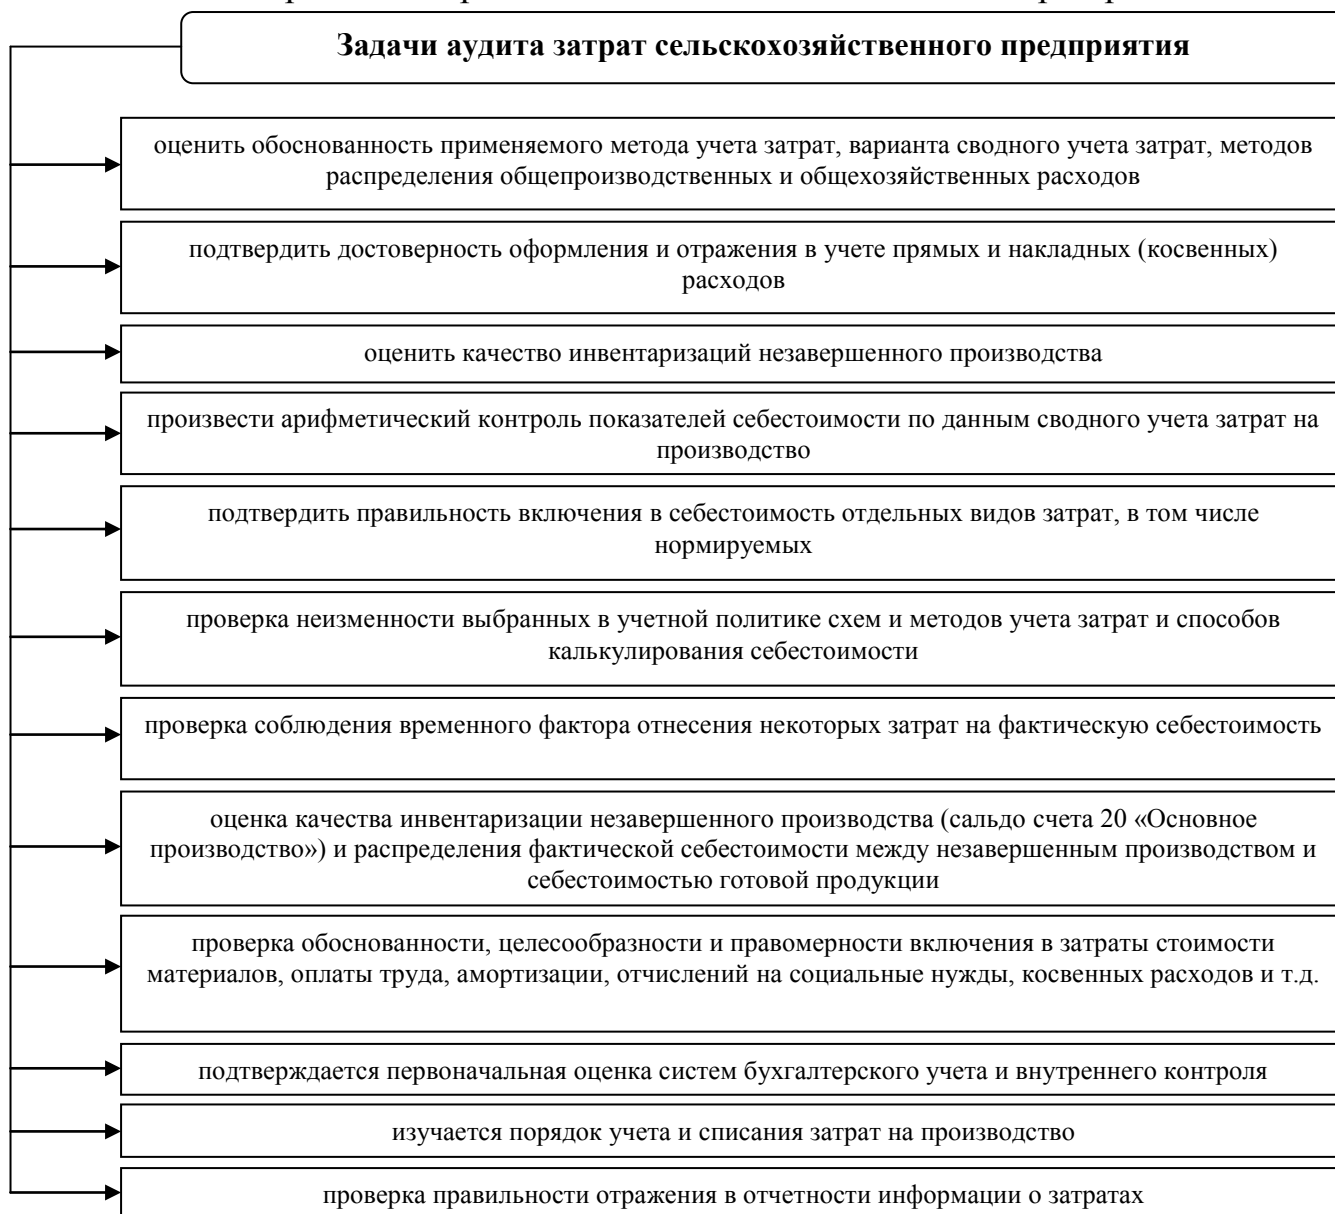 Задачи аудита затрат сельскохозяйственного предприятия
оценить обоснованность применяемого метода учета затрат, варианта сводного учета затрат, методов
распределения общепроизводственных и общехозяйственных расходов
подтвердить достоверность оформления и отражения в учете прямых и накладных (косвенных)
расходов
оценить качество инвентаризаций незавершенного производства
произвести арифметический контроль показателей себестоимости по данным сводного учета затрат на
производство
подтвердить правильность включения в себестоимость отдельных видов затрат, в том числе
нормируемых
проверка неизменности выбранных в учетной политике схем и методов учета затрат и способов
калькулирования себестоимости
проверка соблюдения временного фактора отнесения некоторых затрат на фактическую себестоимость
оценка качества инвентаризации незавершенного производства (сальдо счета 20 «Основное
производство») и распределения фактической себестоимости между незавершенным производством и
себестоимостью готовой продукции
проверка обоснованности, целесообразности и правомерности включения в затраты стоимости
материалов, оплаты труда, амортизации, отчислений на социальные нужды, косвенных расходов и т.д.
подтверждается первоначальная оценка систем бухгалтерского учета и внутреннего контроля
изучается порядок учета и списания затрат на производство
проверка правильности отражения в отчетности информации о затратах